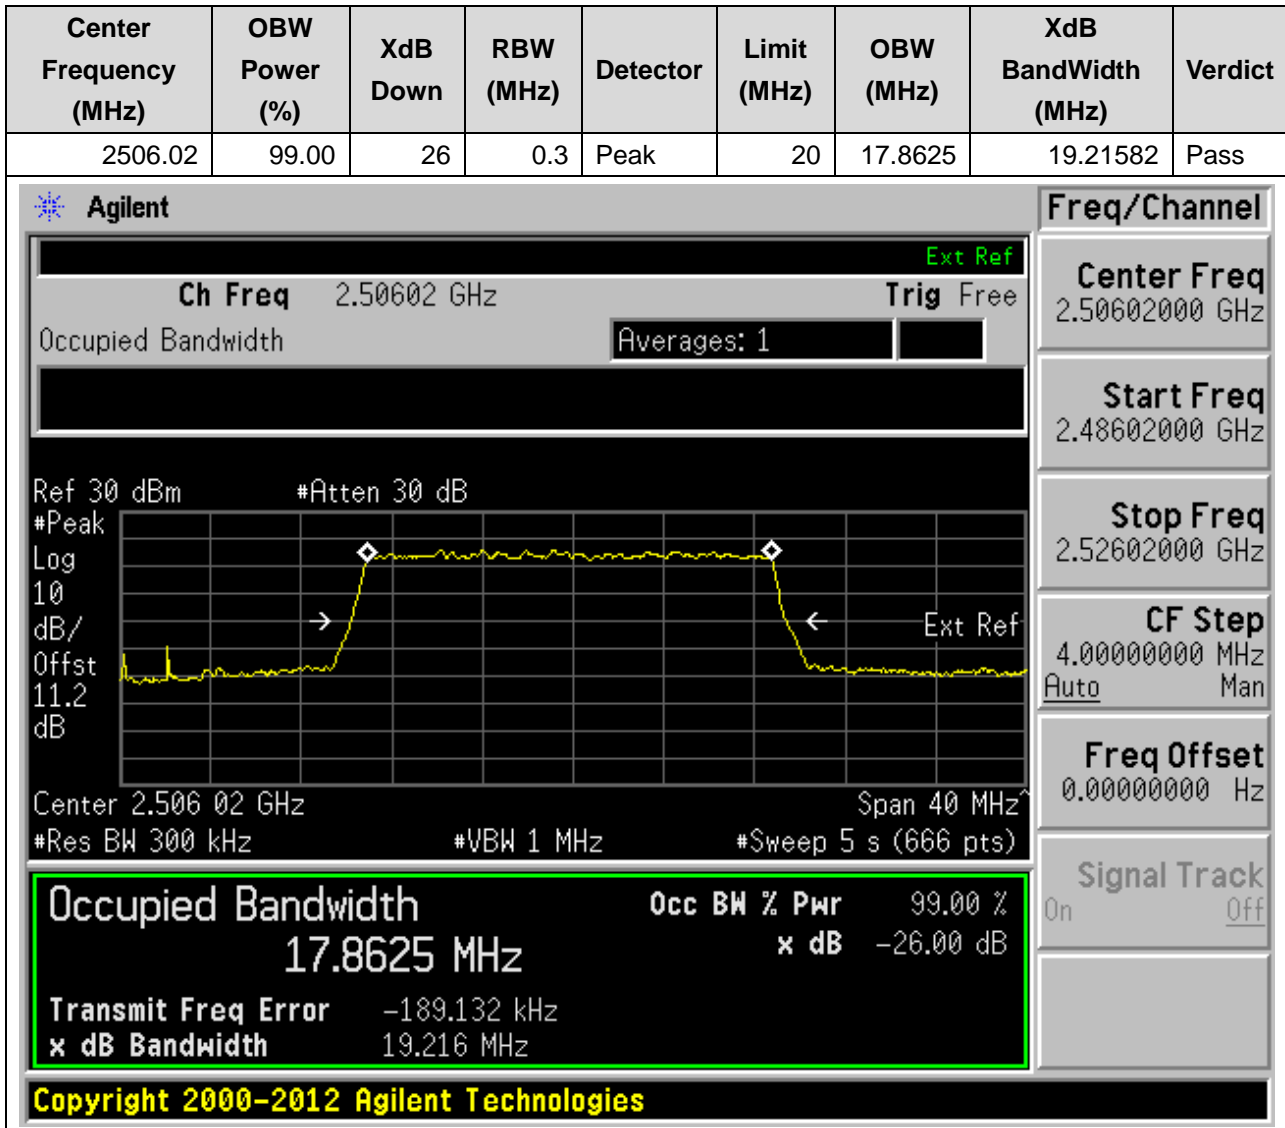 Center Frequency (MHz) OBW Power (%) XdB Down RBW (MHz) Detector Limit (MHz) OBW (MHz) XdB BandWidth (MHz) Verdict
2506.02 99.00 26 0.3 Peak 20 17.8625 19.21582 Pass
Agilent
Freq/Channel
Ext Ref
Ch Freq 2.50602 GHz Trig Free
Occupied Bandwidth Averages: 1
Center Freq
2.50602000 GHz
Start Freq
2.48602000 GHz
Stop Freq
2.52602000 GHz
CF Step
4.00000000 MHz
Auto Man
Freq Offset
0.00000000 Hz
Signal Track
On Off
Ref 30 dBm #Atten 30 dB
#Peak
Log
10
dB/
Offst
11.2
dB
Ext Ref
Center 2.506 02 GHz Span 40 MHz^
#Res BW 300 kHz #VBW 1 MHz #Sweep 5 s (666 pts)
Occupied Bandwidth
17.8625 MHz
Occ BW % Pwr 99.00 %
x dB -26.00 dB
Transmit Freq Error -189.132 kHz
x dB Bandwidth 19.216 MHz
Copyright 2000-2012 Agilent Technologies